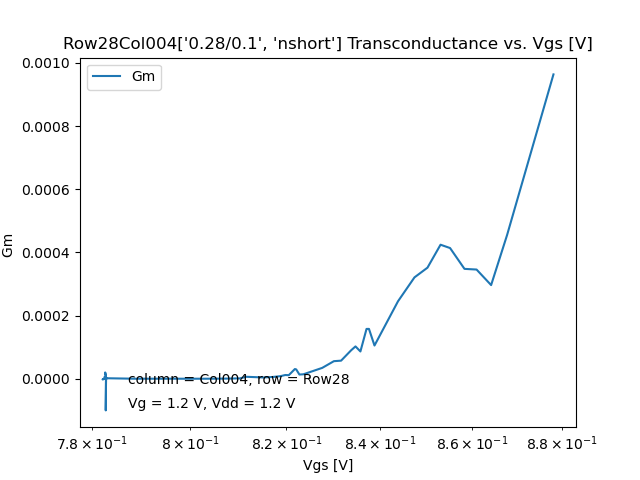 Row28Col004['0.28/0.1', 'nshort'] Transconductance vs. Vgs [V]
Gm
0.0010
0.0008
0.0006
0.0004
0.0002
0.0000
Gm
column = Col004, row = Row28
Vg = 1.2 V, Vdd = 1.2 V
7.8 × 10⁻¹ 8 × 10⁻¹ 8.2 × 10⁻¹ 8.4 × 10⁻¹ 8.6 × 10⁻¹ 8.8 × 10⁻¹
Vgs [V]